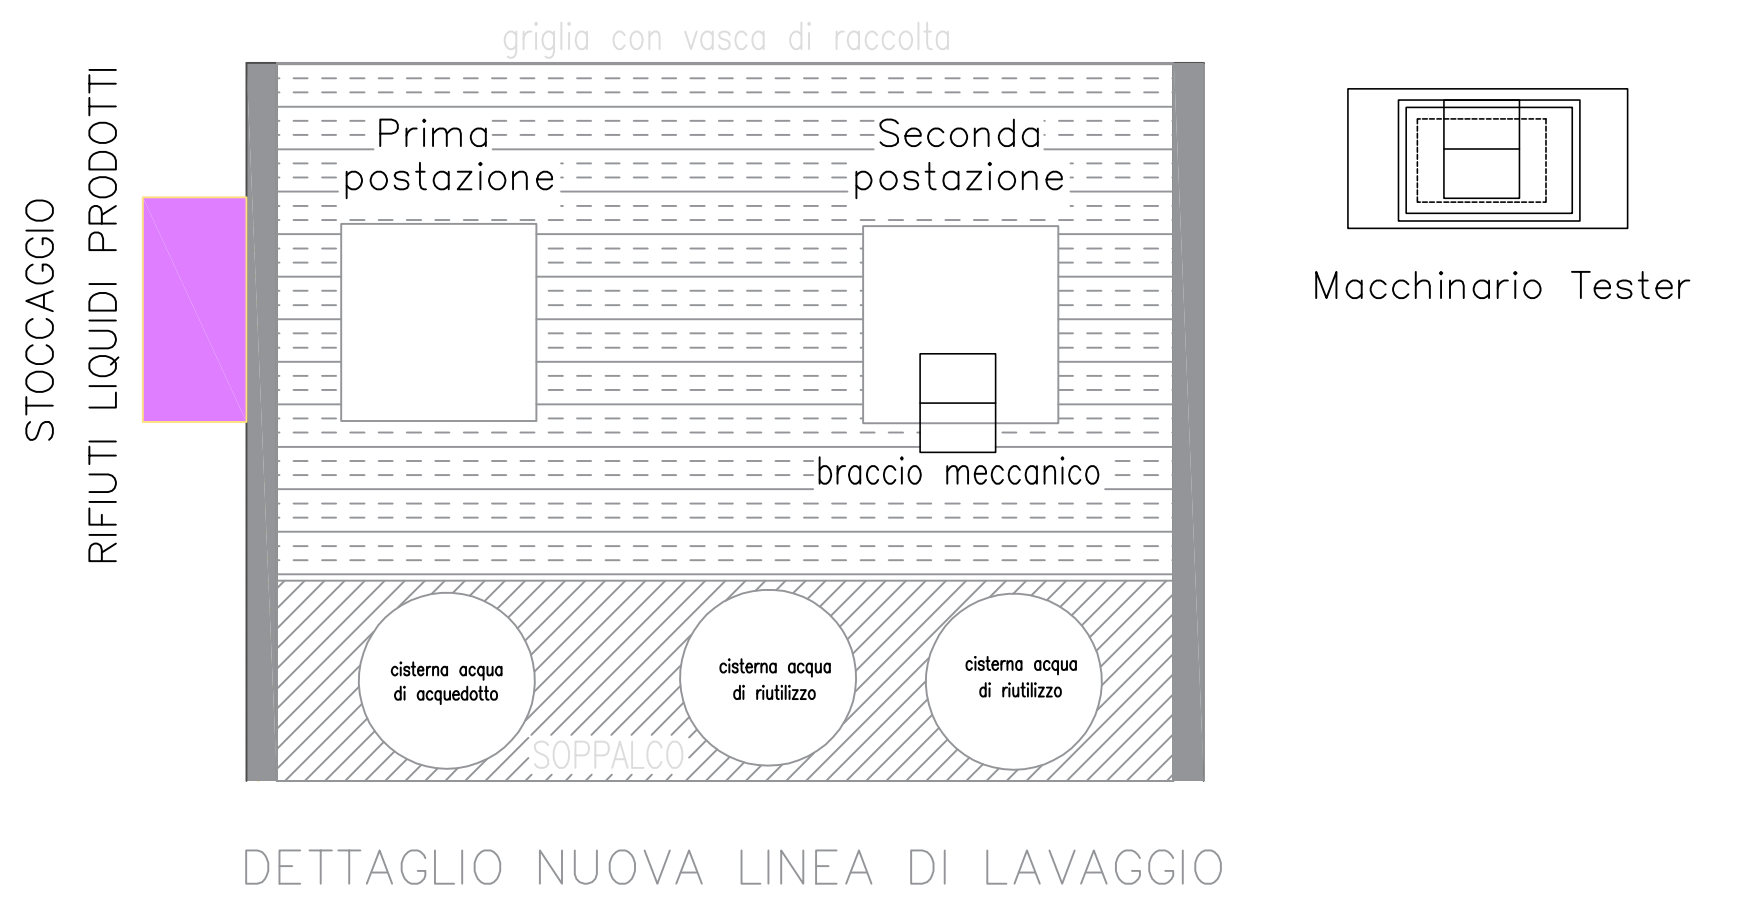 griglia con vasca di raccolta
STOCCAGGIO
RIFIUTI LIQUIDI PRODOTTI
Prima
postazione
Seconda
postazione
braccio meccanico
Macchinario Tester
cisterna acqua
di acquedotto
cisterna acqua
di riutilizzo
cisterna acqua
di riutilizzo
SOPPALCO
DETTAGLIO NUOVA LINEA DI LAVAGGIO